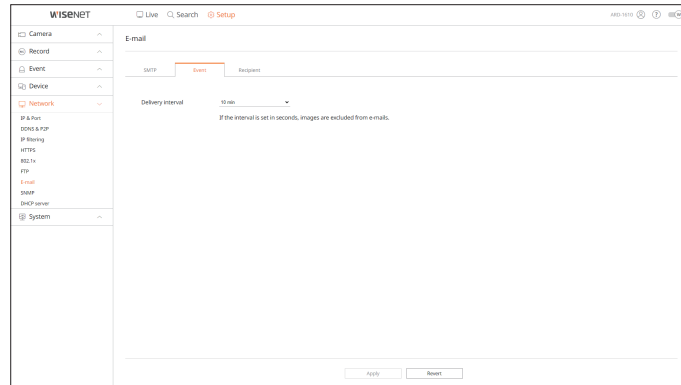 WISENET
Live Search Setup ARD-1610
Camera
Record
Event
Device
Network
IP & Port
DDNS & P2P
IP filtering
HTTPS
802.1x
FTP
E-mail
SNMP
DHCP server
System
E-mail
SMTP Event Recipient
Delivery interval 10 min
If the interval is set in seconds, images are excluded from e-mails.
Apply Revert